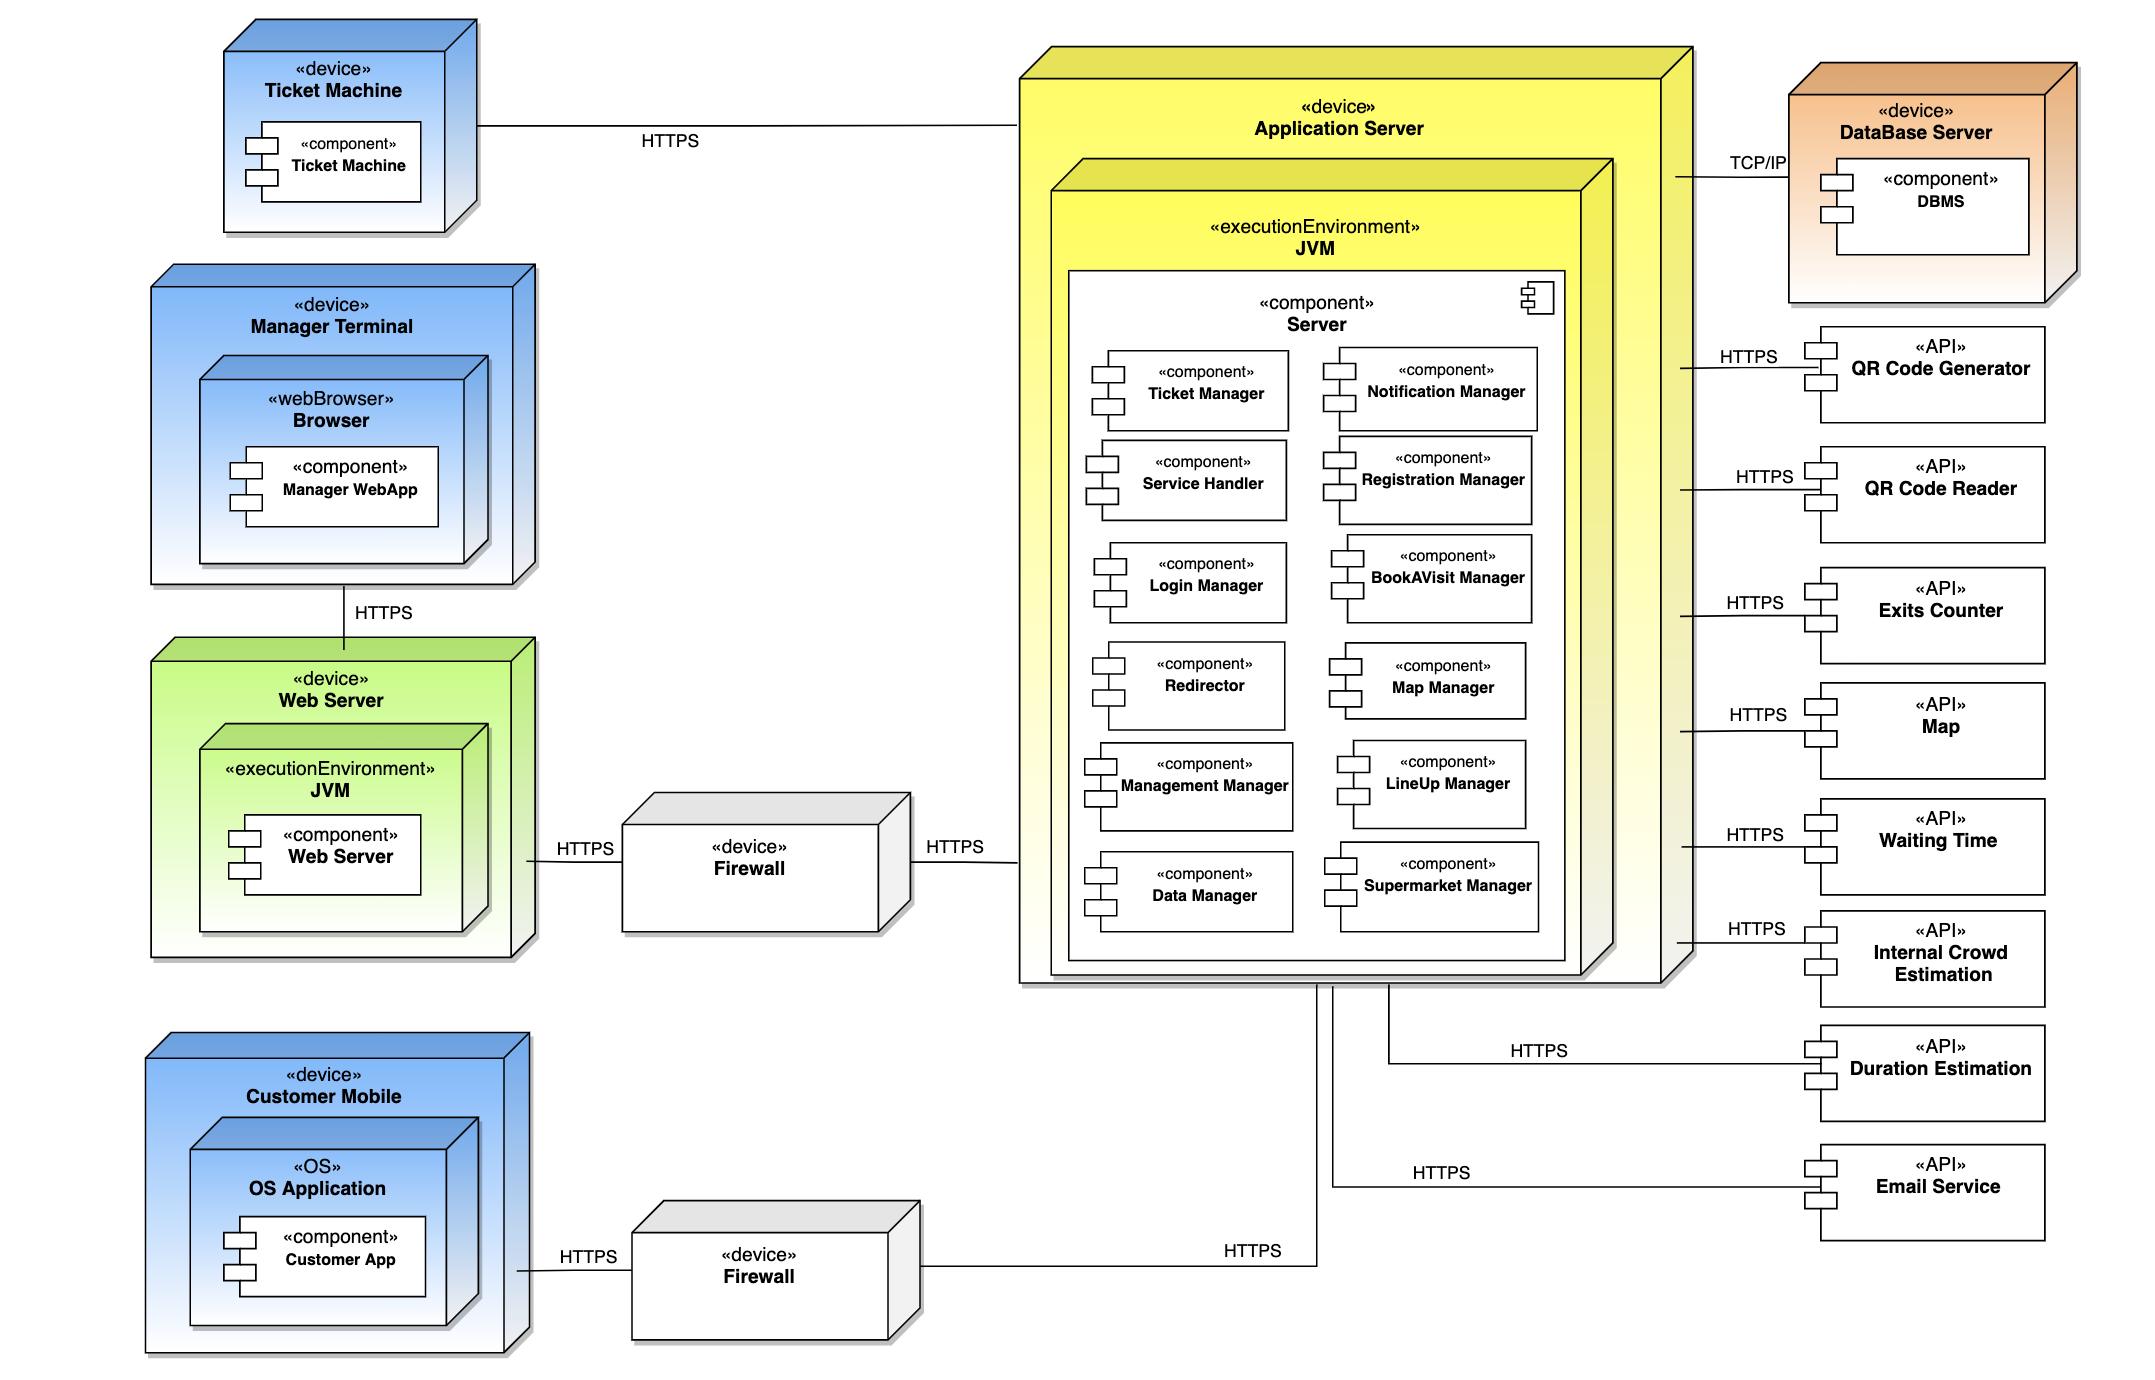 «device»
Ticket Machine
«component»
Ticket Machine
HTTPS
«device»
Manager Terminal
«webBrowser»
Browser
«component»
Manager WebApp
HTTPS
«device»
Web Server
«executionEnvironment»
JVM
«component»
Web Server
HTTPS
«device»
Firewall
HTTPS
«device»
Customer Mobile
«OS»
OS Application
«component»
Customer App
HTTPS
«device»
Firewall
HTTPS
«device»
Application Server
«executionEnvironment»
JVM
«component»
Server
«component»
Ticket Manager
«component»
Notification Manager
«component»
Service Handler
«component»
Registration Manager
«component»
Login Manager
«component»
BookAVisit Manager
«component»
Redirector
«component»
Map Manager
«component»
Management Manager
«component»
LineUp Manager
«component»
Data Manager
«component»
Supermarket Manager
TCP/IP
«device»
DataBase Server
«component»
DBMS
HTTPS
«API»
QR Code Generator
HTTPS
«API»
QR Code Reader
HTTPS
«API»
Exits Counter
HTTPS
«API»
Map
HTTPS
«API»
Waiting Time
HTTPS
«API»
Internal Crowd
Estimation
HTTPS
«API»
Duration Estimation
HTTPS
«API»
Email Service